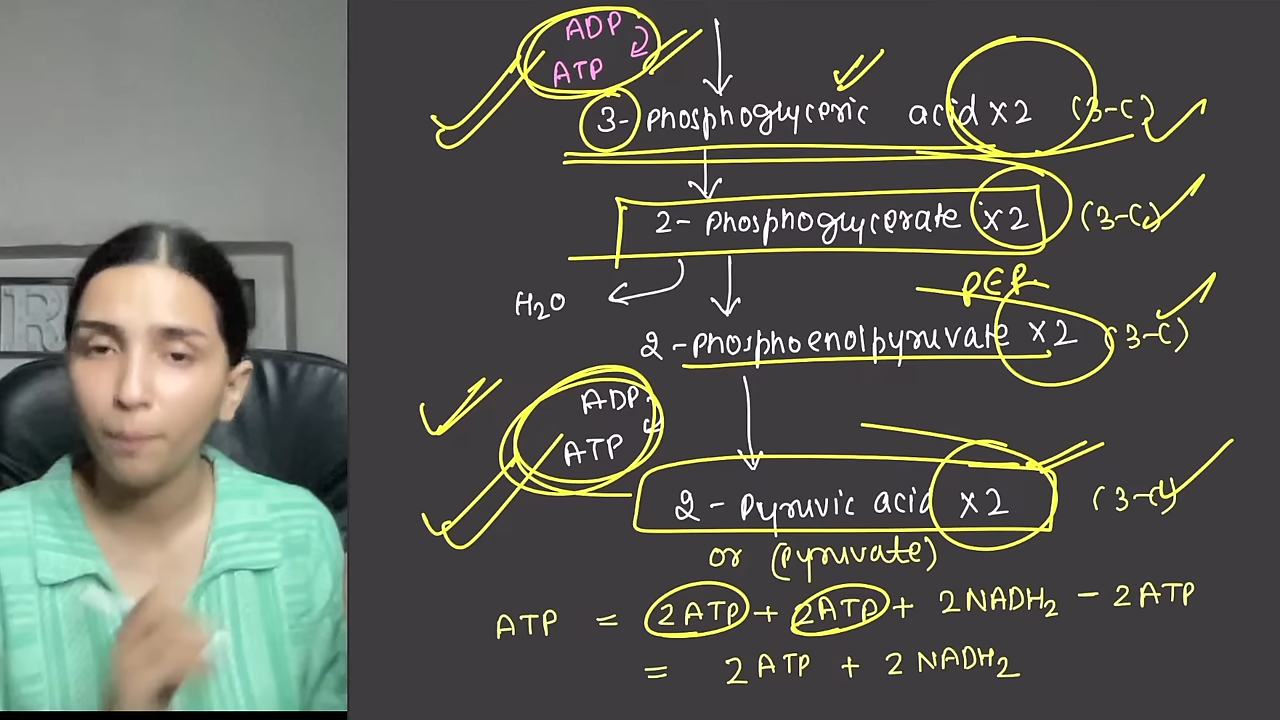 ADP
ATP
3- Phosphoglyceric acid x2 (3-C)
2- Phosphoglycerate x2 (3-C)
H₂O
PEP
2-Phosphoenolpyruvate x2 (3-C)
ADP
ATP
2- Pyruvic acid x2 (3-C)
or (pyruvate)
ATP = 2ATP + 2ATP + 2NADH₂ - 2ATP
= 2ATP + 2NADH₂